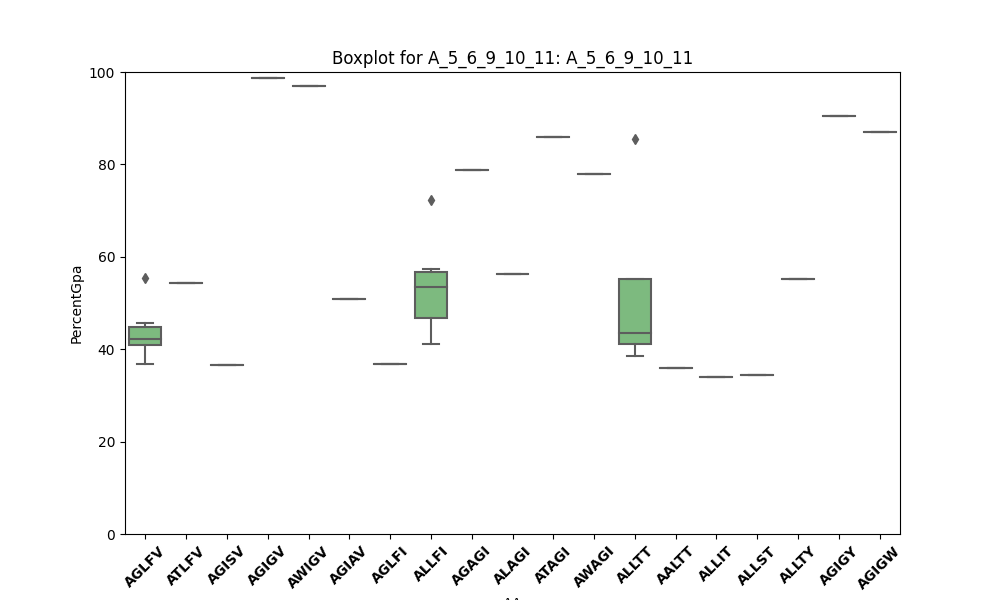 Boxplot for A_5_6_9_10_11: A_5_6_9_10_11
PercentGpa
100
80
60
40
20
0
AGLFV
ATLFV
AGISV
AGIGV
AWIGV
AGIAV
AGLFI
ALLFI
AGAGI
ALAGI
ATAGI
AWAGI
ALLTT
AALTT
ALLIT
ALLST
ALLTY
AGIGY
AGIGW